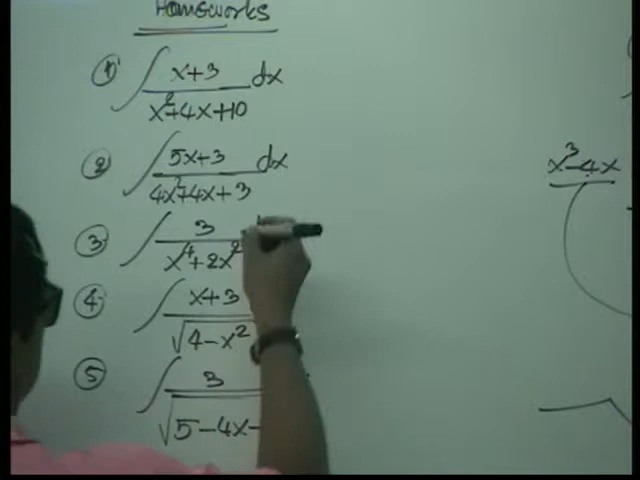 Homeworks
① ∫ x+3 / x²+4x+10 dx
② ∫ 5x+3 / 4x²+4x+3 dx
③ ∫ 3 / x⁴+2x²
④ ∫ x+3 / √4-x²
⑤ ∫ 3 / √5-4x-
x³-4x